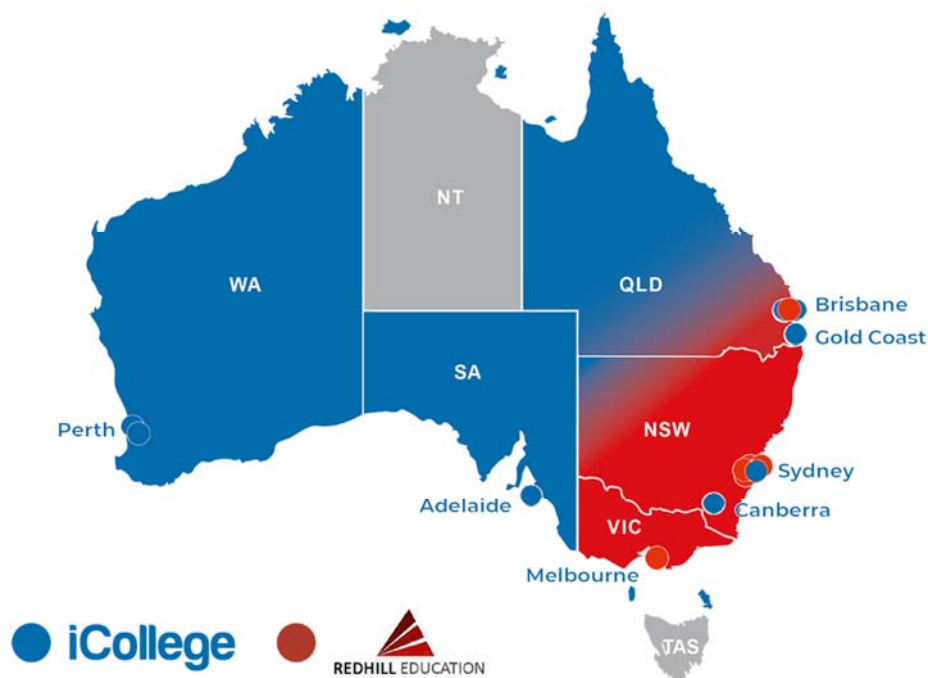 NT
WA
QLD
Brisbane
Gold Coast
SA
NSW
Perth
Sydney
Adelaide
Canberra
VIC
Melbourne
iCollege
REDHILL EDUCATION
TAS